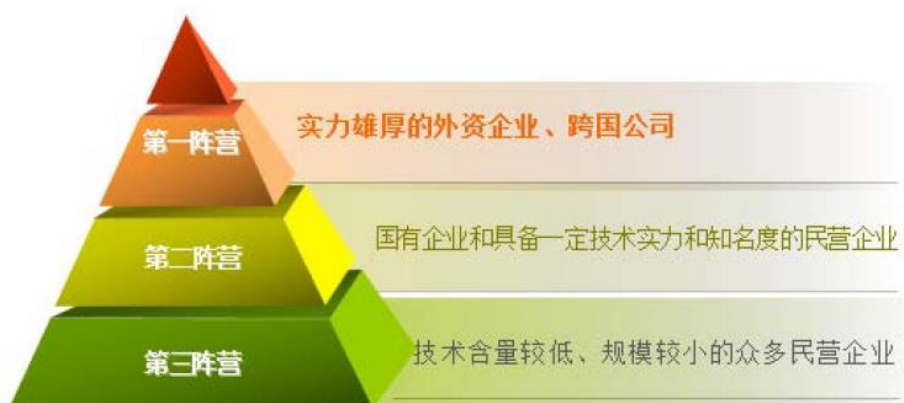 第一阵营
实力雄厚的外资企业、跨国公司
第二阵营
国有企业和具备一定技术实力和知名度的民营企业
第三阵营
技术含量较低、规模较小的众多民营企业